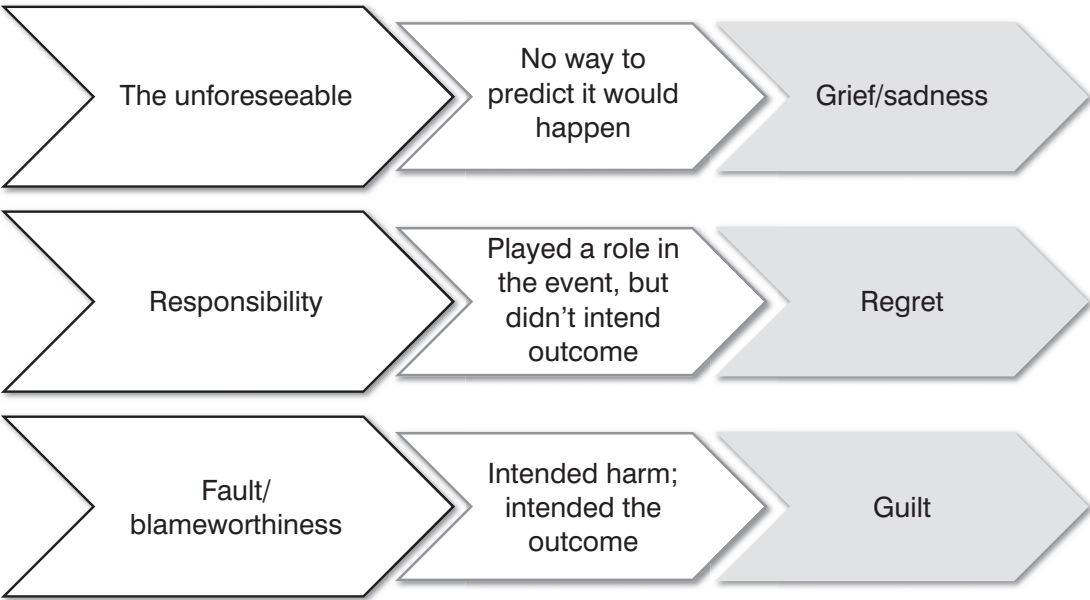 The unforeseeable
No way to
predict it would
happen
Grief/sadness
Responsibility
Played a role in
the event, but
didn’t intend
outcome
Regret
Fault/
blameworthiness
Intended harm;
intended the
outcome
Guilt